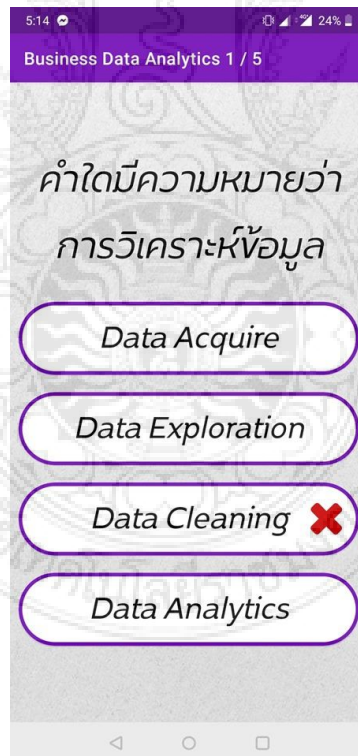 5:14 24%
Business Data Analytics 1 / 5
คำใดมีความหมายว่า
การวิเคราะห์ข้อมูล
Data Acquire
Data Exploration
Data Cleaning
Data Analytics